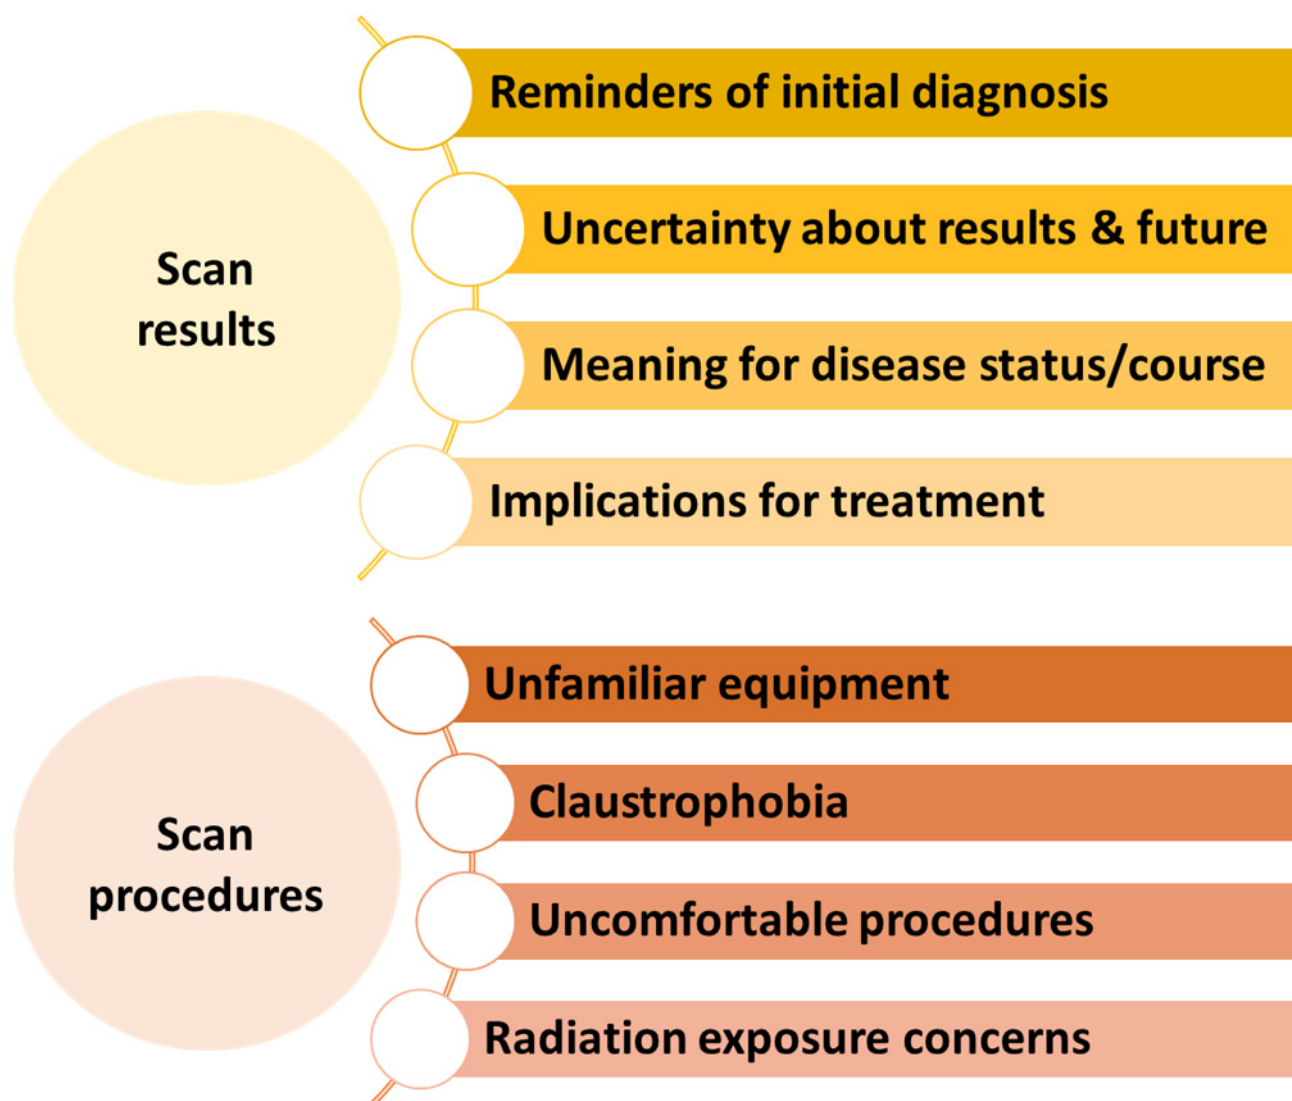 Scan
results
Reminders of initial diagnosis
Uncertainty about results & future
Meaning for disease status/course
Implications for treatment
Scan
procedures
Unfamiliar equipment
Claustrophobia
Uncomfortable procedures
Radiation exposure concerns